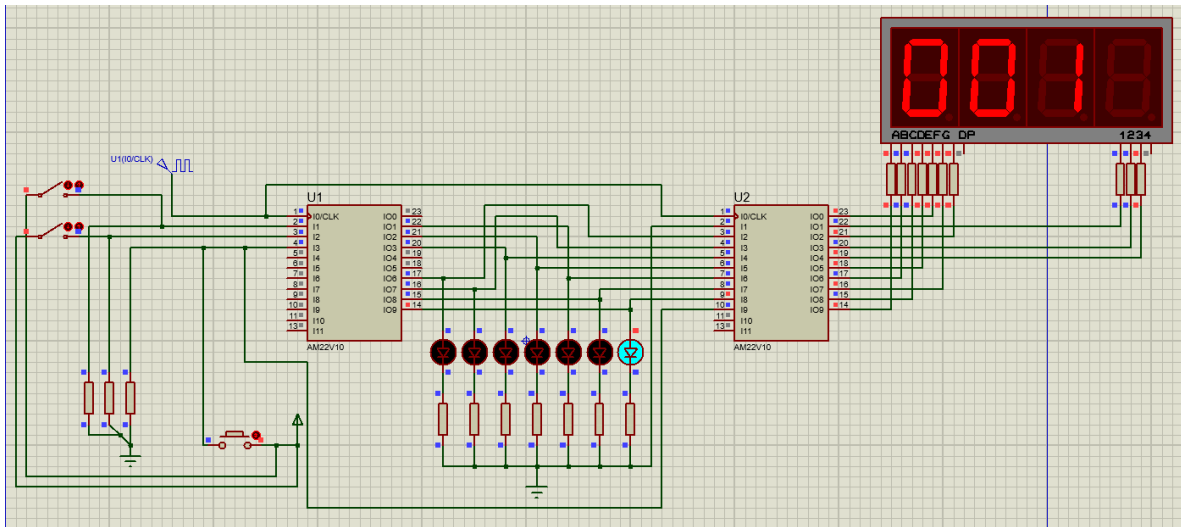 001
ABCDEFG DP
1234
U1(I0/CLK)
U1
1
2
3
4
5
6
7
8
9
10
11
13
I0/CLK
I1
I2
I3
I4
I5
I6
I7
I8
I9
I10
I11
IO0
IO1
IO2
IO3
IO4
IO5
IO6
IO7
IO8
IO9
23
22
21
20
19
18
17
16
15
14
AM22V10
U2
1
2
3
4
5
6
7
8
9
10
11
13
I0/CLK
I1
I2
I3
I4
I5
I6
I7
I8
I9
I10
I11
IO0
IO1
IO2
IO3
IO4
IO5
IO6
IO7
IO8
IO9
23
22
21
20
19
18
17
16
15
14
AM22V10